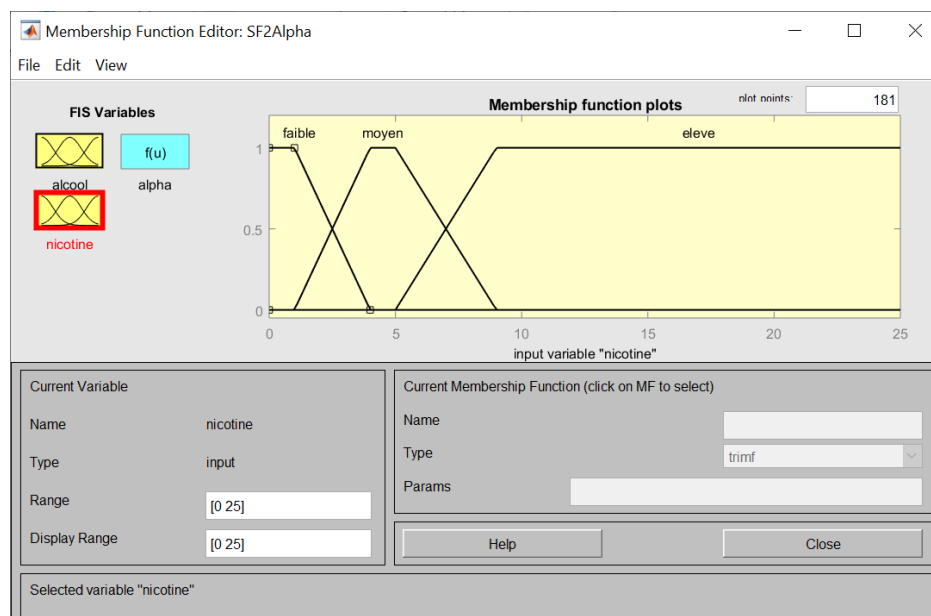 Membership Function Editor: SF2Alpha
File Edit View
FIS Variables
f(u)
alcool alpha
nicotine
Membership function plots
plot points:
181
faible moyen eleve
1
0.5
0
0 5 10 15 20 25
input variable "nicotine"
Current Variable
Name nicotine
Type input
Range [0 25]
Display Range [0 25]
Current Membership Function (click on MF to select)
Name
Type trimf
Params
Help Close
Selected variable "nicotine"